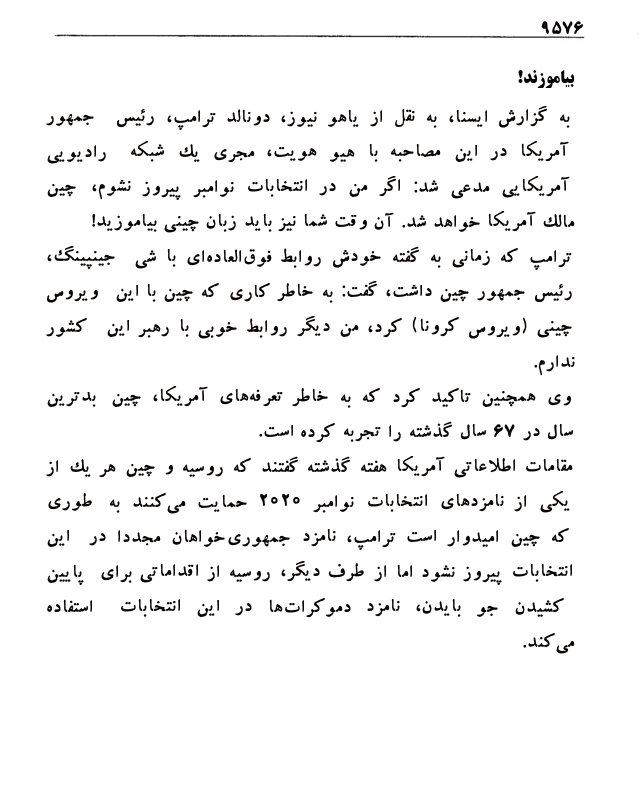 ۹۵۷۶
بیاموزند!
به گزارش ایسنا، به نقل از یاهو نیوز، دونالد ترامپ، رئیس جمهور
آمریکا در این مصاحبه با هیو هویت، مجری یك شبکه رادیویی
آمریکایی مدعی شد: اگر من در انتخابات نوامبر پیروز نشوم، چین
مالك آمریکا خواهد شد. آن وقت شما نیز باید زبان چینی بیاموزید!
ترامپ که زمانی به گفته خودش روابط فوق‌العاده‌ای با شی جینپینگ،
رئیس جمهور چین داشت، گفت: به خاطر کاری که چین با این ویروس
چینی (ویروس کرونا) کرد، من دیگر روابط خوبی با رهبر این کشور
ندارم.
وی همچنین تاکید کرد که به خاطر تعرفه‌های آمریکا، چین بدترین
سال در ۶۷ سال گذشته را تجربه کرده است.
مقامات اطلاعاتی آمریکا هفته گذشته گفتند که روسیه و چین هر یك از
یکی از نامزدهای انتخابات نوامبر ۲۰۲۰ حمایت می‌کنند به طوری
که چین امیدوار است ترامپ، نامزد جمهوری‌خواهان مجددا در این
انتخابات پیروز نشود اما از طرف دیگر، روسیه از اقداماتی برای پایین
کشیدن جو بایدن، نامزد دموکرات‌ها در این انتخابات استفاده
می‌کند.